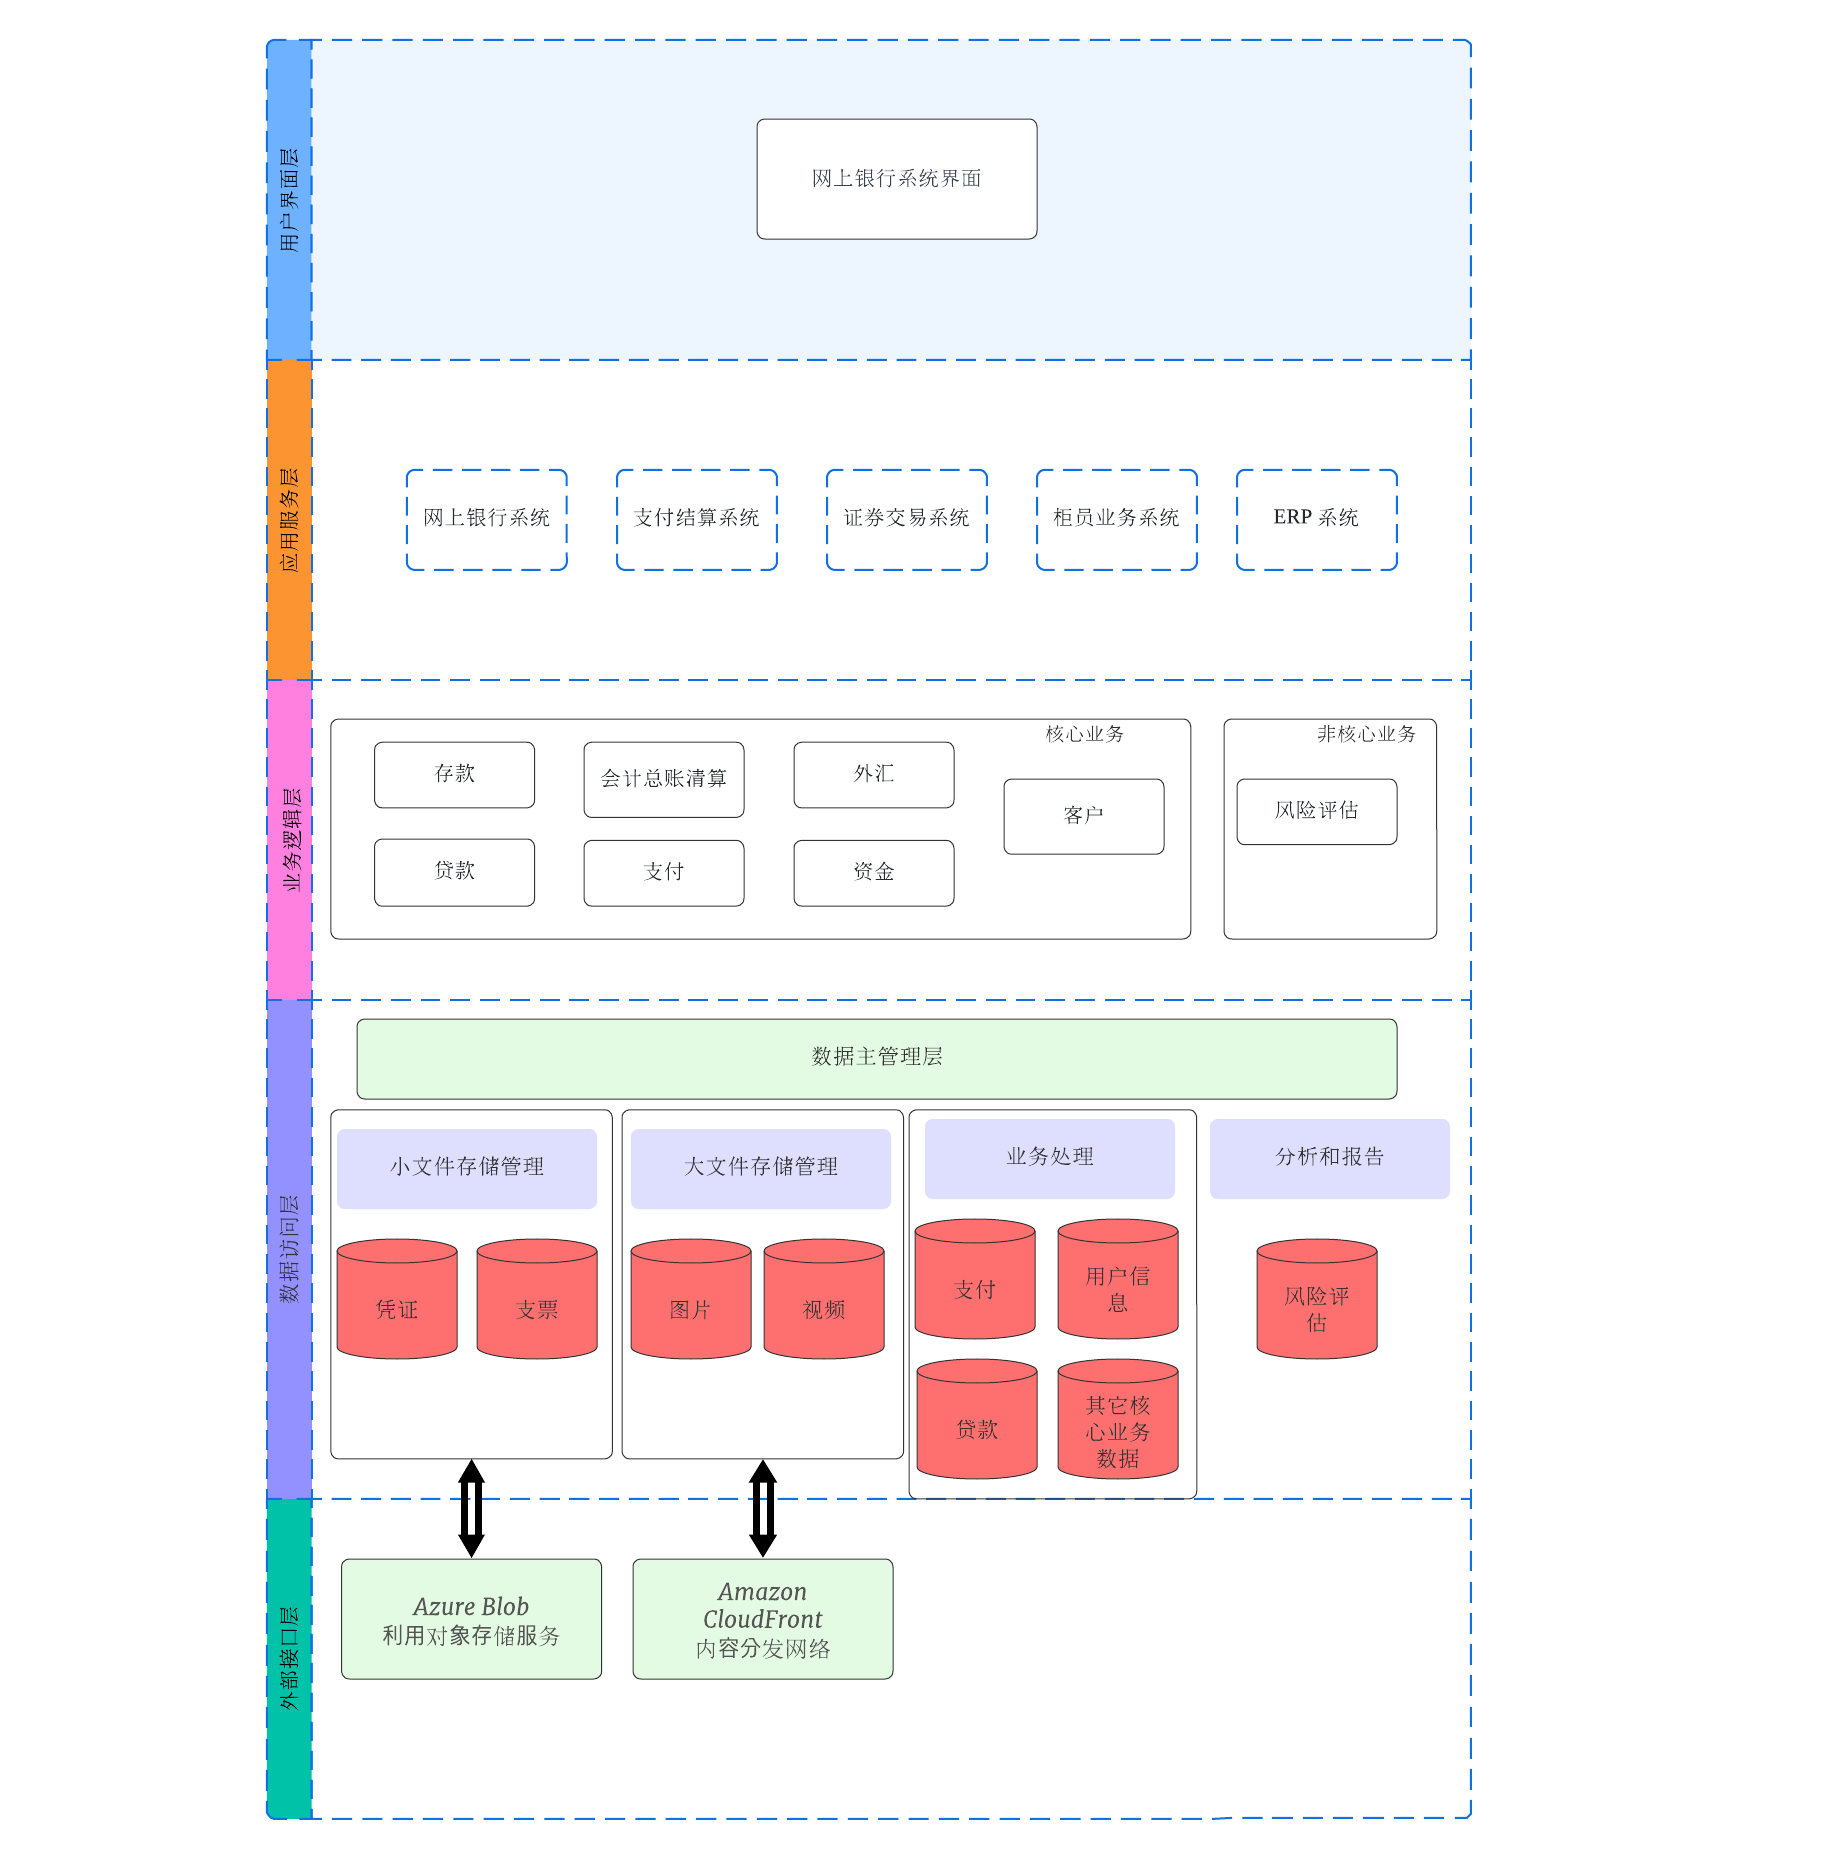 用户界面层
网上银行系统界面
应用服务层
网上银行系统
支付结算系统
证券交易系统
柜员业务系统
ERP 系统
业务逻辑层
核心业务
存款
会计总账清算
外汇
客户
贷款
支付
资金
非核心业务
风险评估
数据访问层
数据主管理层
小文件存储管理
凭证
支票
大文件存储管理
图片
视频
业务处理
支付
用户信
息
贷款
其它核
心业务
数据
分析和报告
风险评
估
外部接口层
Azure Blob
利用对象存储服务
Amazon
CloudFront
内容分发网络